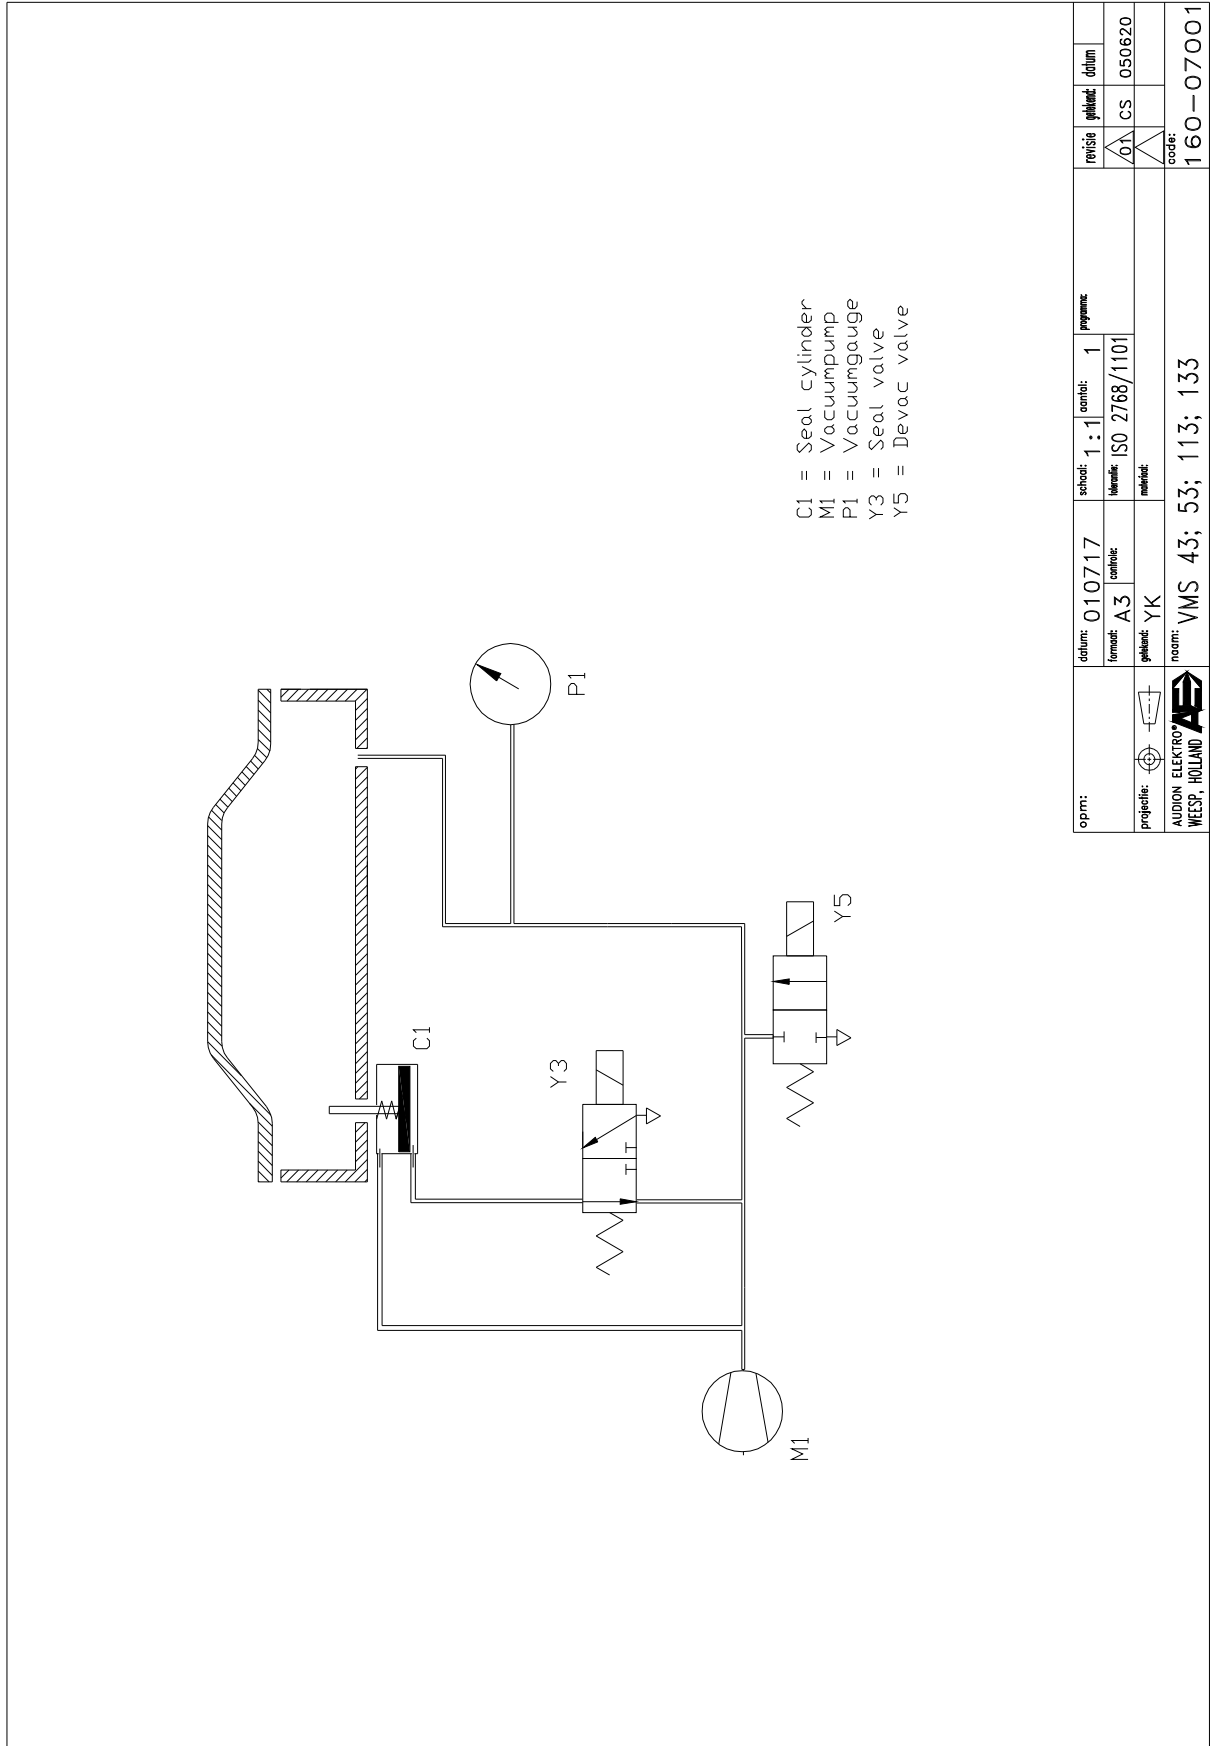 C1
P1
Y3
Y5
M1
C1 = Seal cylinder
M1 = Vacuumpump
P1 = Vacuumgauge
Y3 = Seal valve
Y5 = Devac valve
opm:
datum: 010717
schaal: 1:1
aantal: 1
programma:
revisie
getekend:
datum
formaat: A3
controle:
tolerantie: ISO 2768/1101
01
CS
050620
projectie:
getekend: YK
materiaal:
AUDION ELEKTRO®
WEESP, HOLLAND
AE
naam: VMS 43; 53; 113; 133
code:
160-07001